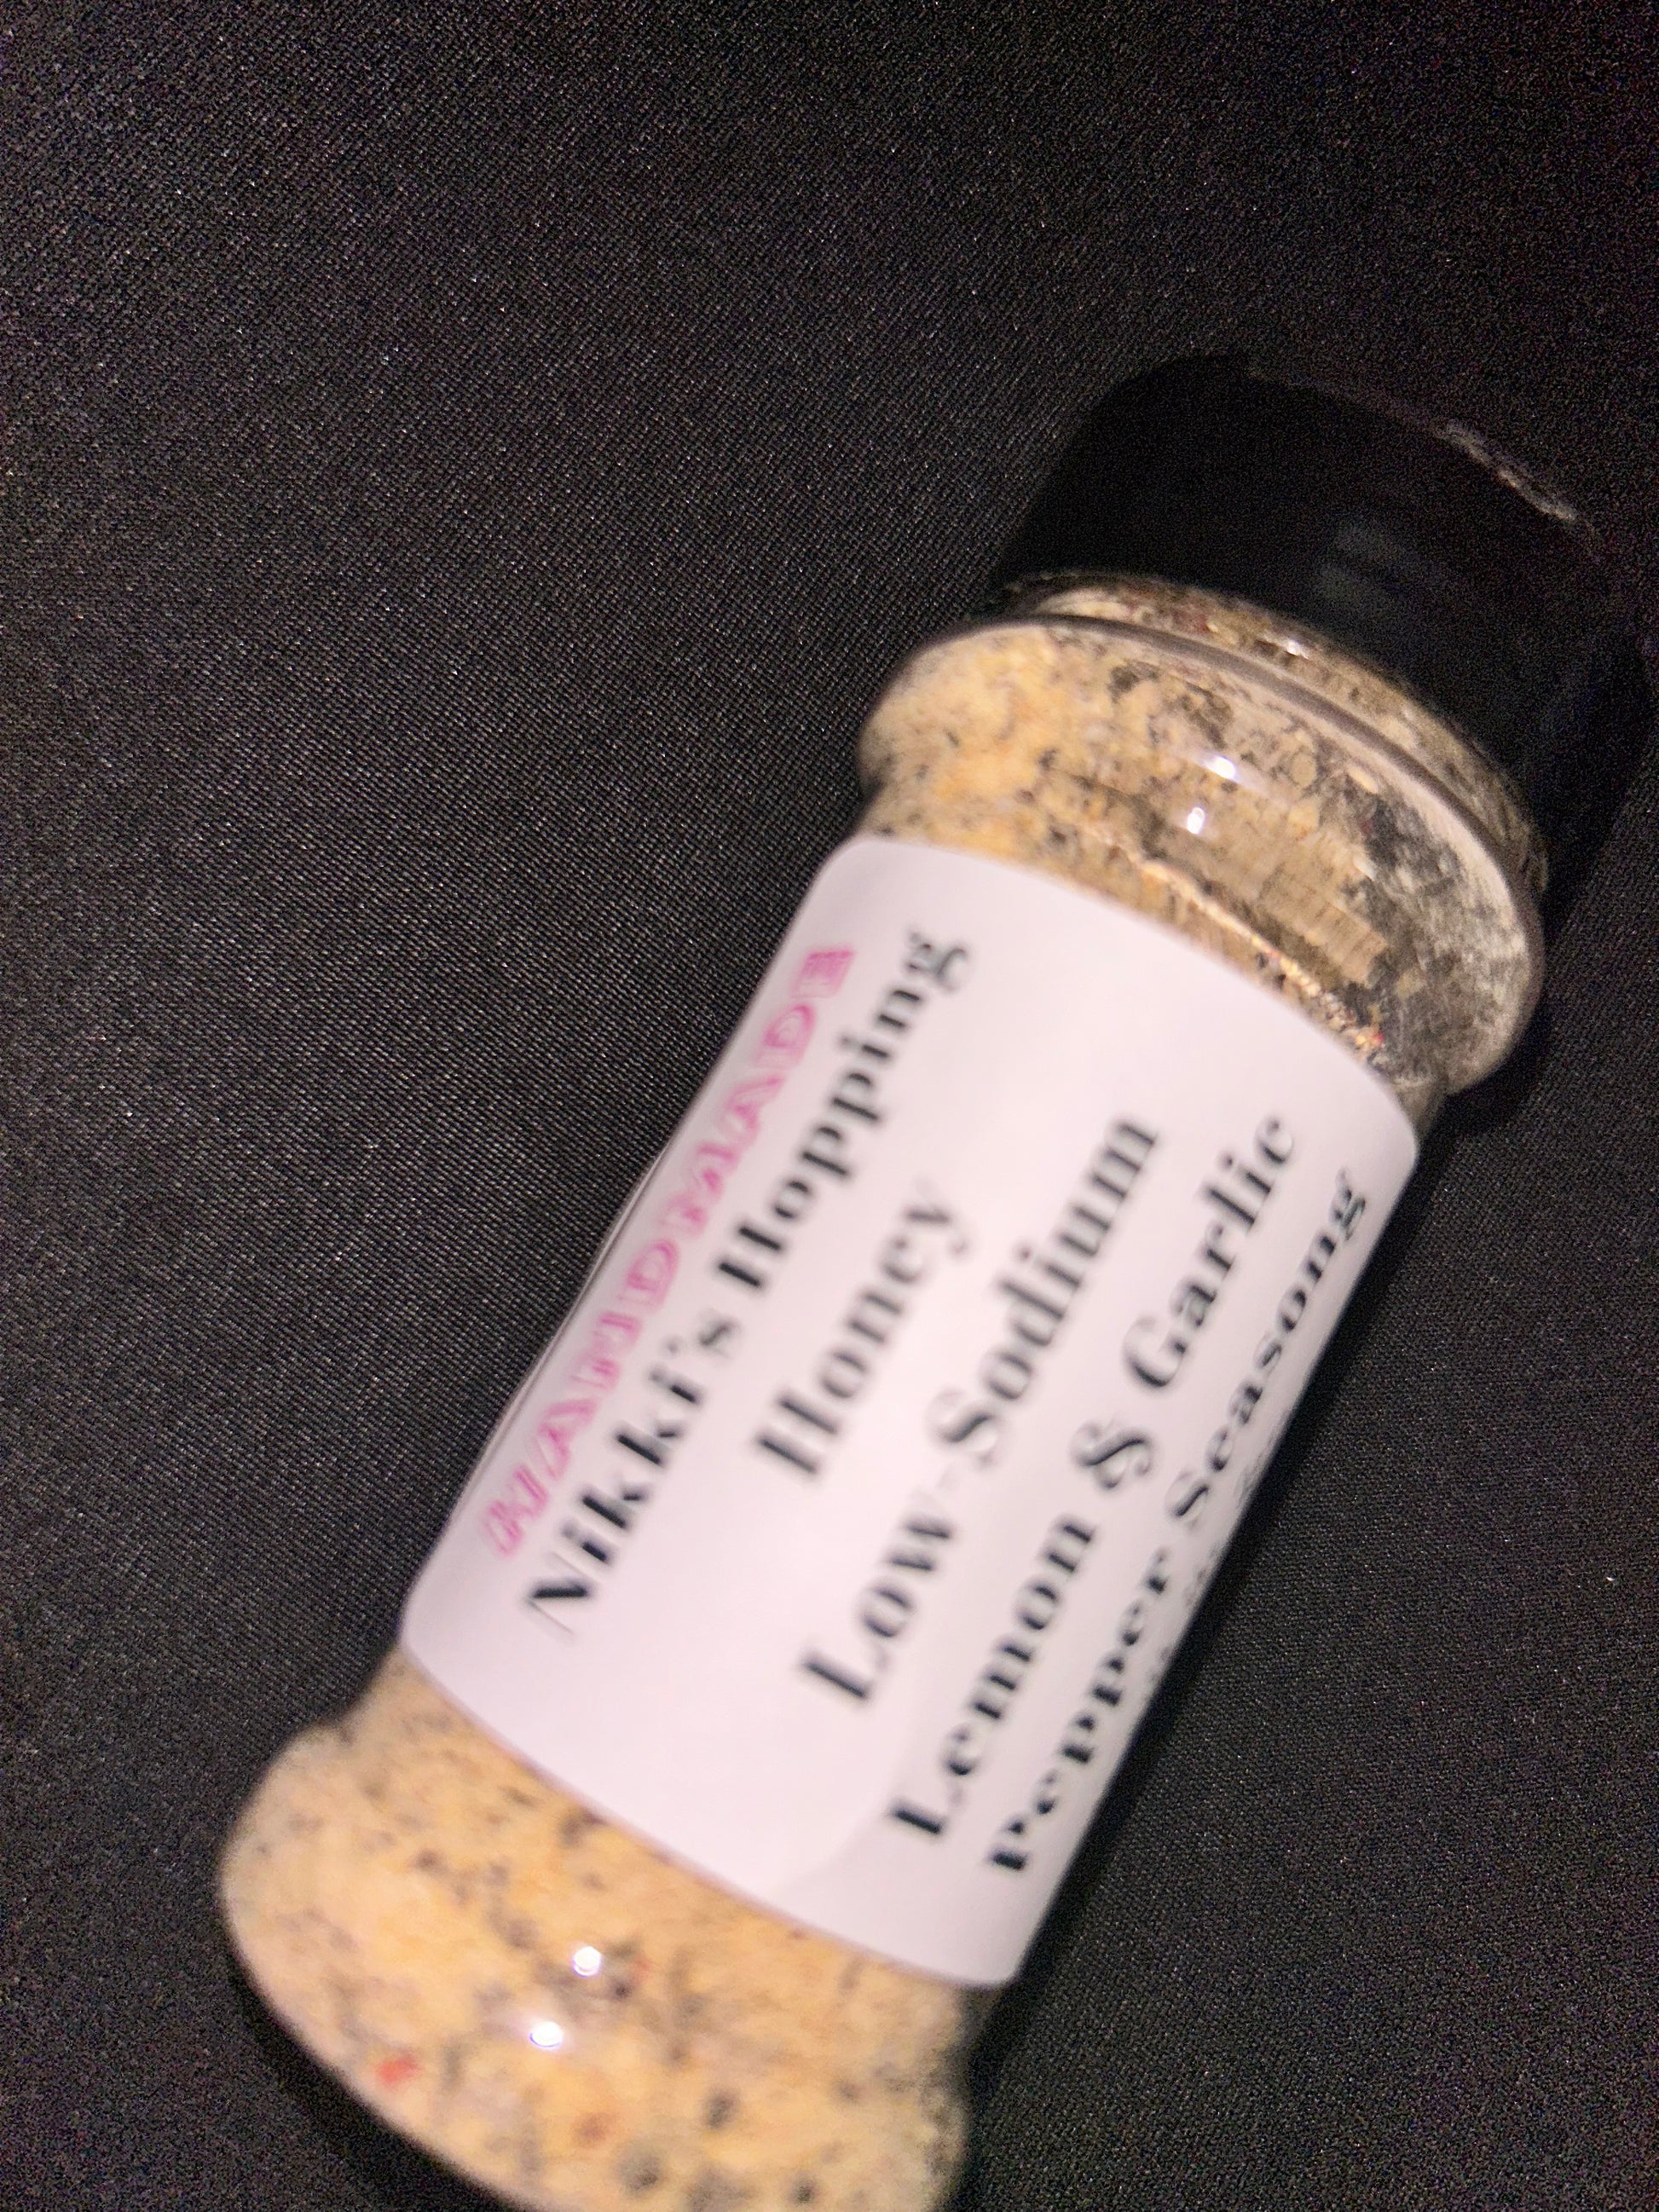 HANDMADE
Nikki's Hopping
Honey
Low-Sodium
Lemon & Garlic
Pepper Seasong